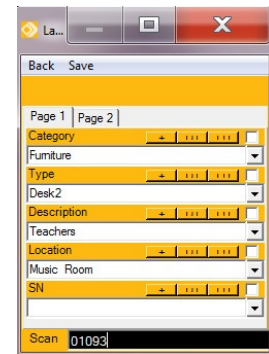 La...
Back Save
Page 1 Page 2
Category
Furniture
Type
Desk2
Description
Teachers
Location
Music Room
SN
Scan 01093